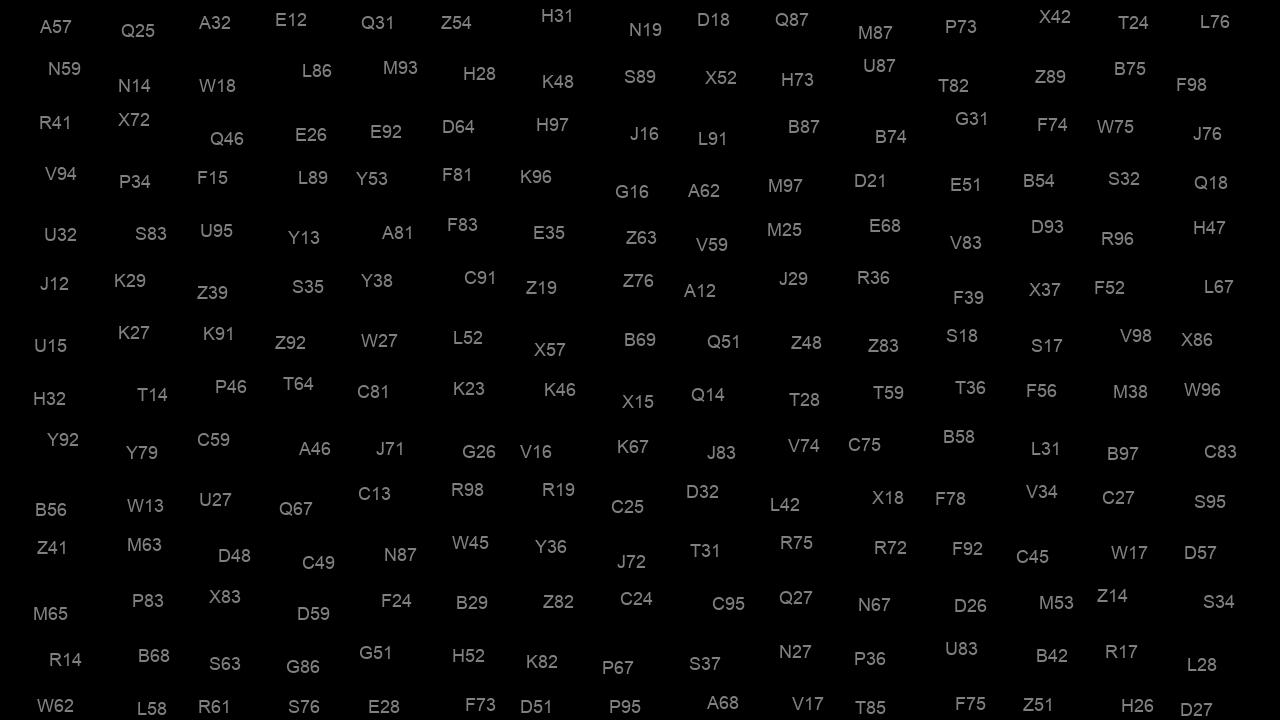 A57 Q25 A32 E12 Q31 Z54 H31 N19 D18 Q87 M87 P73 X42 T24 L76
N59 N14 W18 L86 M93 H28 K48 S89 X52 H73 U87 T82 Z89 B75 F98
R41 X72 Q46 E26 E92 D64 H97 J16 L91 B87 B74 G31 F74 W75 J76
V94 P34 F15 L89 Y53 F81 K96 G16 A62 M97 D21 E51 B54 S32 Q18
U32 S83 U95 Y13 A81 F83 E35 Z63 V59 M25 E68 V83 D93 R96 H47
J12 K29 Z39 S35 Y38 C91 Z19 Z76 A12 J29 R36 F39 X37 F52 L67
U15 K27 K91 Z92 W27 L52 X57 B69 Q51 Z48 Z83 S18 S17 V98 X86
H32 T14 P46 T64 C81 K23 K46 X15 Q14 T28 T59 T36 F56 M38 W96
Y92 Y79 C59 A46 J71 G26 V16 K67 J83 V74 C75 B58 L31 B97 C83
B56 W13 U27 Q67 C13 R98 R19 C25 D32 L42 X18 F78 V34 C27 S95
Z41 M63 D48 C49 N87 W45 Y36 J72 T31 R75 R72 F92 C45 W17 D57
M65 P83 X83 D59 F24 B29 Z82 C24 C95 Q27 N67 D26 M53 Z14 S34
R14 B68 S63 G86 G51 H52 K82 P67 S37 N27 P36 U83 B42 R17 L28
W62 L58 R61 S76 E28 F73 D51 P95 A68 V17 T85 F75 Z51 H26 D27